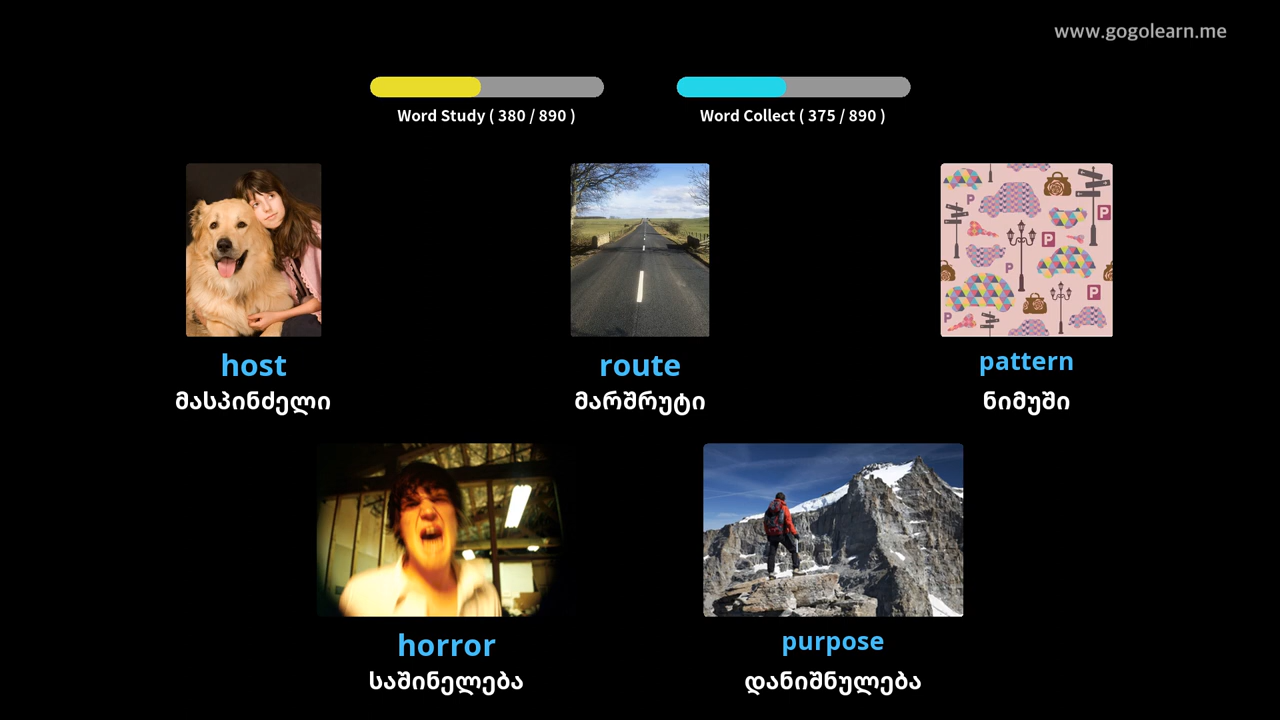 www.gogolearn.me
Word Study ( 380 / 890 )
Word Collect ( 375 / 890 )
host
მასპინძელი
route
მარშრუტი
pattern
ნიმუში
horror
საშინელება
purpose
დანიშნულება